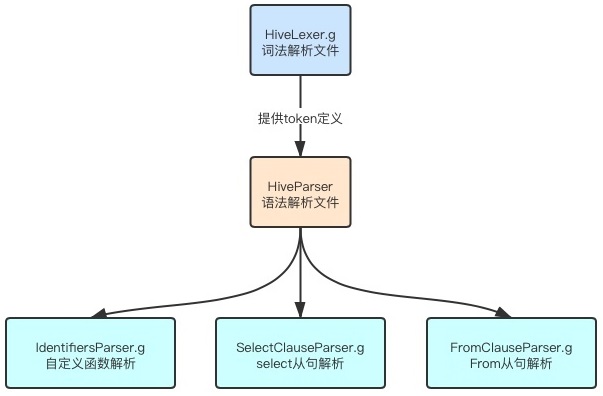 HiveLexer.g
词法解析文件
提供token定义
HiveParser
语法解析文件
IdentifiersParser.g
自定义函数解析
SelectClauseParser.g
select从句解析
FromClauseParser.g
From从句解析